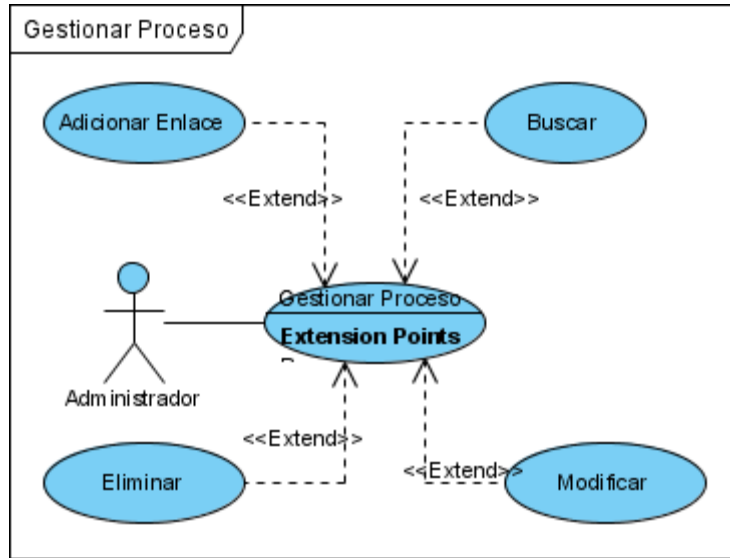 Gestionar Proceso
Adicionar Enlace
Buscar
<<Extend>>
<<Extend>>
Gestionar Proceso
Extension Points
Administrador
<<Extend>>
<<Extend>>
Eliminar
Modificar